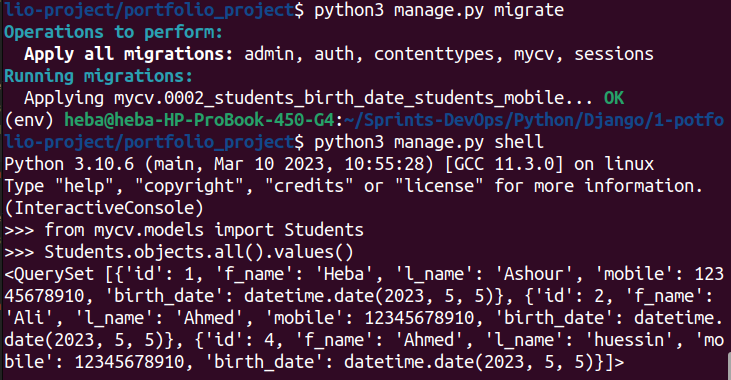 lio-project/portfolio_project$ python3 manage.py migrate
Operations to perform:
  Apply all migrations: admin, auth, contenttypes, mycv, sessions
Running migrations:
  Applying mycv.0002_students_birth_date_students_mobile... OK
(env) heba@heba-HP-ProBook-450-G4:~/Sprints-DevOps/Python/Django/1-potfo
lio-project/portfolio_project$ python3 manage.py shell
Python 3.10.6 (main, Mar 10 2023, 10:55:28) [GCC 11.3.0] on linux
Type "help", "copyright", "credits" or "license" for more information.
(InteractiveConsole)
>>> from mycv.models import Students
>>> Students.objects.all().values()
<QuerySet [{'id': 1, 'f_name': 'Heba', 'l_name': 'Ashour', 'mobile': 123
45678910, 'birth_date': datetime.date(2023, 5, 5)}, {'id': 2, 'f_name':
'Ali', 'l_name': 'Ahmed', 'mobile': 12345678910, 'birth_date': datetime.
date(2023, 5, 5)}, {'id': 4, 'f_name': 'Ahmed', 'l_name': 'huessin', 'mo
bile': 12345678910, 'birth_date': datetime.date(2023, 5, 5)}]>